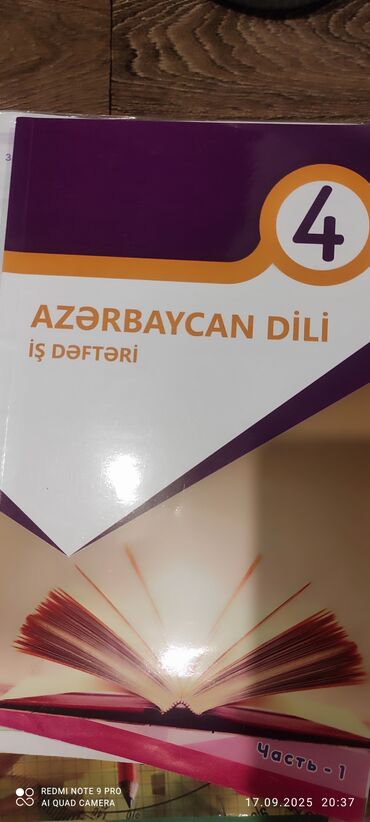 3
4
AZƏRBAYCAN DİLİ
İŞ DƏFTƏRİ
Часть - 1
REDMI NOTE 9 PRO
AI QUAD CAMERA
17.09.2025 20:37